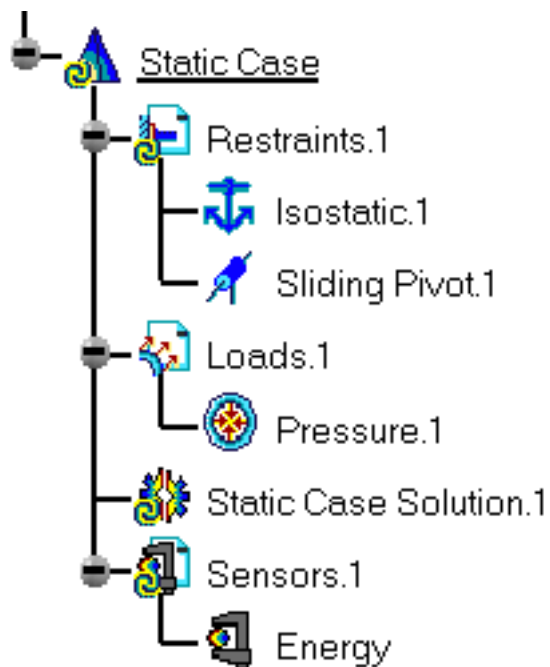 Static Case
Restraints.1
Isostatic.1
Sliding Pivot.1
Loads.1
Pressure.1
Static Case Solution.1
Sensors.1
Energy